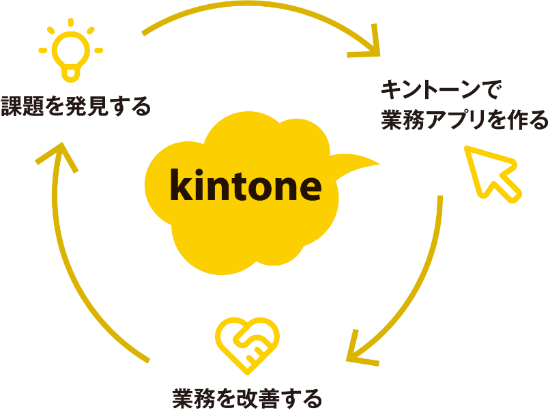 課題を発見する
キントーンで
業務アプリを作る
kintone
業務を改善する